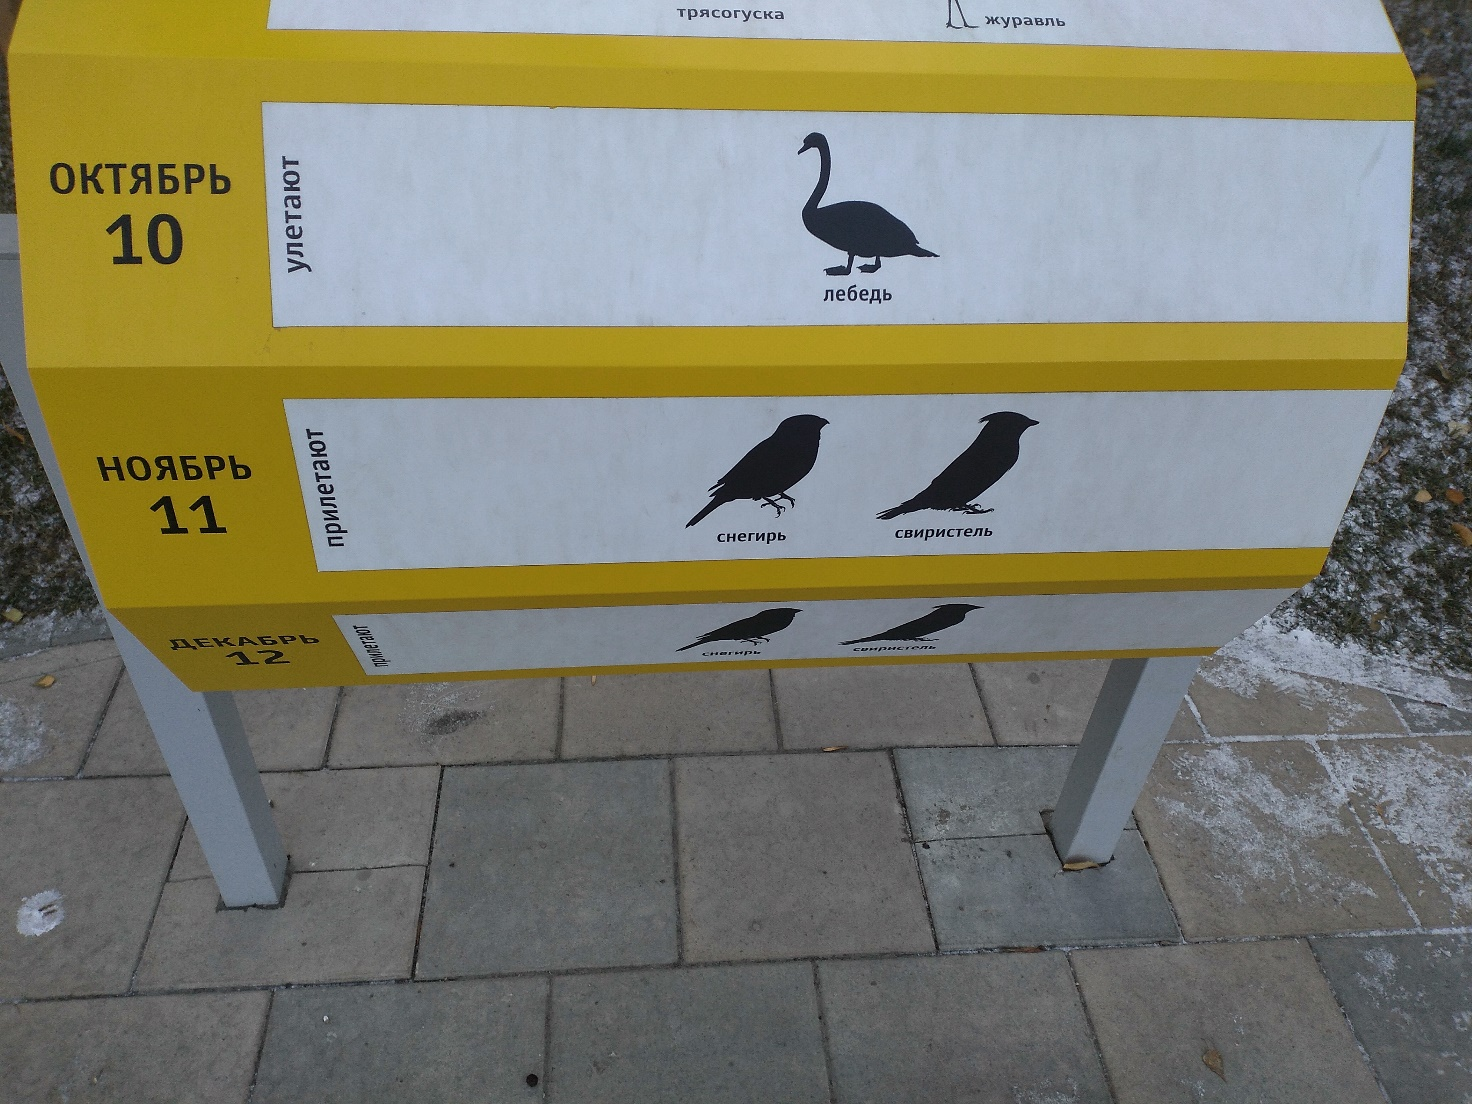 трясогуска
журавль
ОКТЯБРЬ
10
улетают
лебедь
НОЯБРЬ
11
прилетают
снегирь
свиристель
ДЕКАБРЬ
12
прилетают
снегирь
свиристель